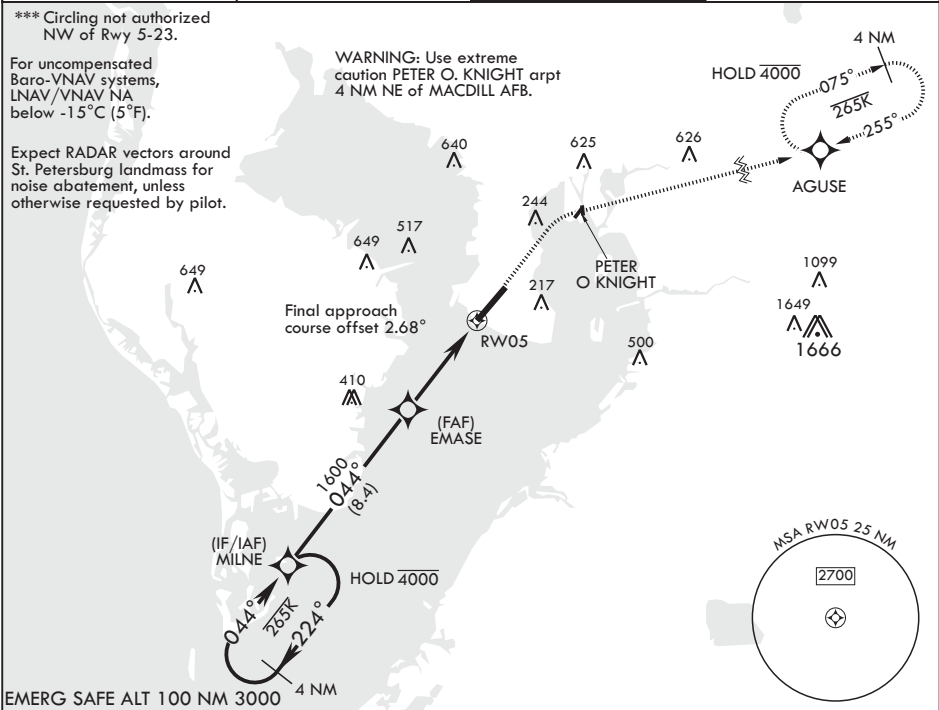 *** Circling not authorized
NW of Rwy 5-23.
For uncompensated
Baro-VNAV systems,
LNAV/VNAV NA
below -15°C (5°F).
Expect RADAR vectors around
St. Petersburg landmass for
noise abatement, unless
otherwise requested by pilot.
WARNING: Use extreme
caution PETER O. KNIGHT arpt
4 NM NE of MACDILL AFB.
4 NM
HOLD 4000
075°
265K
255°
AGUSE
640
625
626
244
517
649
649
PETER
O KNIGHT
217
1099
1649
1666
Final approach
course offset 2.68°
RW05
500
410
(FAF)
EMASE
1600
044°
(8.4)
(IF/IAF)
MILNE
HOLD 4000
044°
265K
224°
4 NM
MSA RW05 25 NM
2700
EMERG SAFE ALT 100 NM 3000